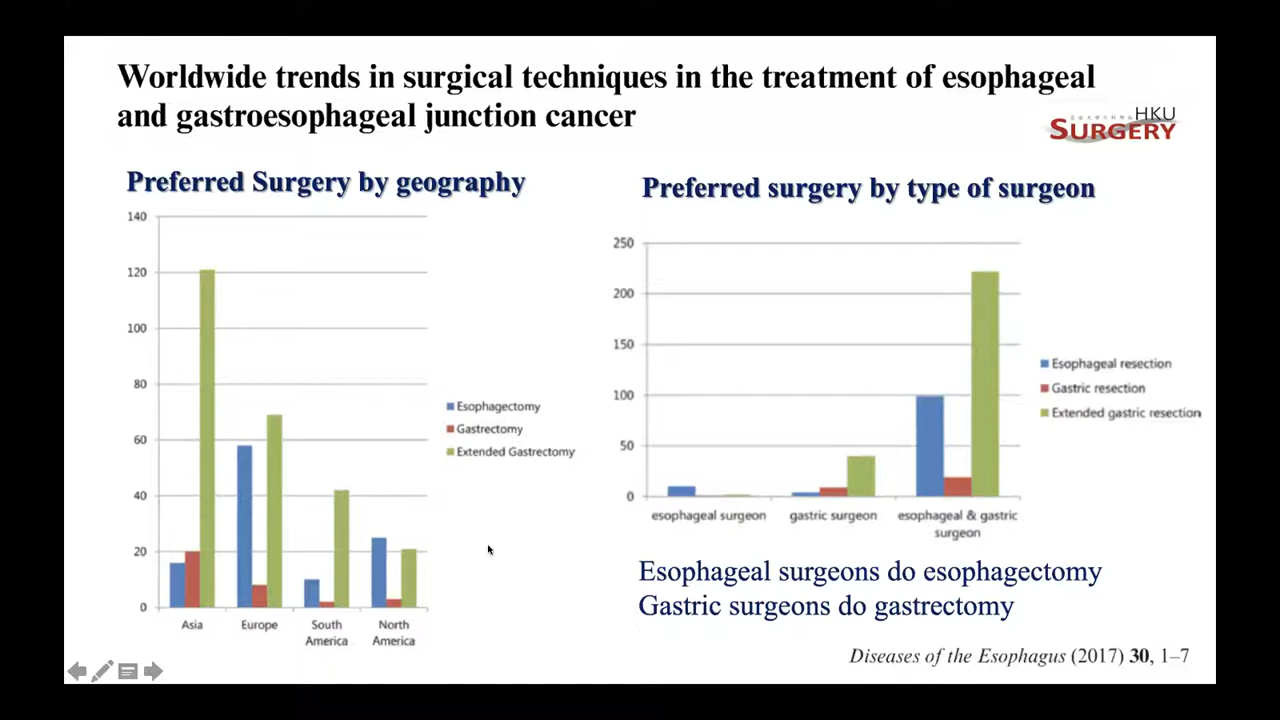 Worldwide trends in surgical techniques in the treatment of esophageal
and gastroesophageal junction cancer
HKU
SURGERY
Preferred Surgery by geography
140
120
100
80
60
40
20
0
Asia
Europe
South
America
North
America
Esophagectomy
Gastrectomy
Extended Gastrectomy
Preferred surgery by type of surgeon
250
200
150
100
50
0
esophageal surgeon
gastric surgeon
esophageal & gastric
surgeon
Esophageal resection
Gastric resection
Extended gastric resection
Esophageal surgeons do esophagectomy
Gastric surgeons do gastrectomy
Diseases of the Esophagus (2017) 30, 1–7